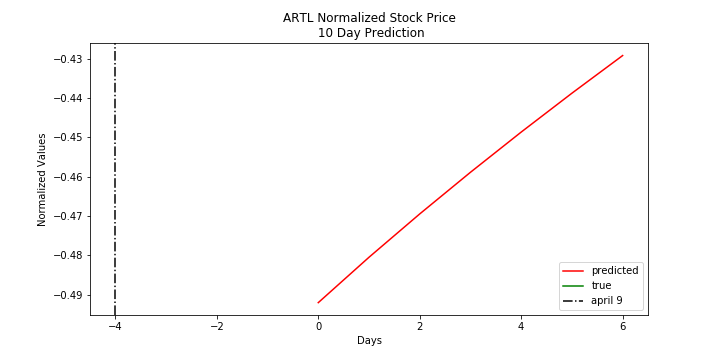 ARTL Normalized Stock Price
10 Day Prediction
Normalized Values
−0.43
−0.44
−0.45
−0.46
−0.47
−0.48
−0.49
−4
−2
0
2
4
6
Days
predicted
true
april 9